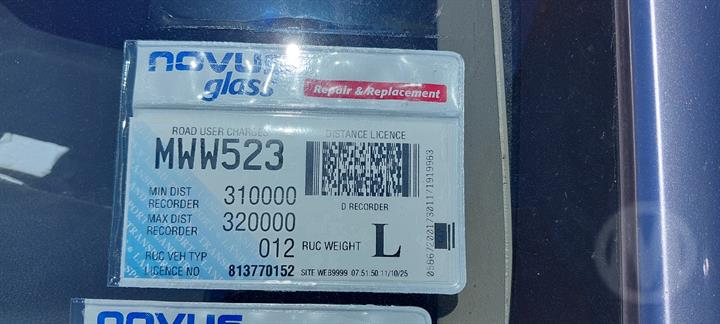 novus
glass
Repair & Replacement
ROAD USER CHARGES DISTANCE LICENCE
MWW523
MIN DIST RECORDER 310000
D RECORDER
MAX DIST RECORDER 320000
RUC VEH TYP 012 RUC WEIGHT L
LICENCE NO 813770152 SITE WEB9999 07.51.50.11/10/25
novus